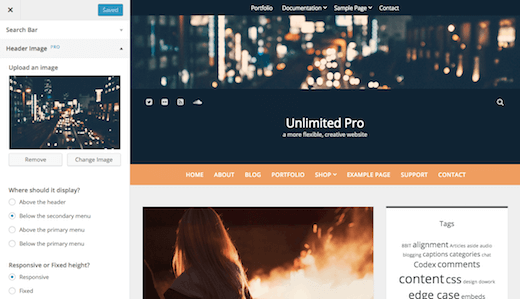 Saved
Portfolio Documentation Sample Page Contact
Search Bar
Header Image PRO
Upload an image
Remove Change Image
Unlimited Pro
a more flexible, creative website
HOME ABOUT BLOG PORTFOLIO SHOP EXAMPLE PAGE SUPPORT CONTACT
Where should it display?
Above the header
Below the secondary menu
Above the primary menu
Below the primary menu
Responsive or Fixed height?
Responsive
Fixed
Tags
8BIT alignment Articles aside audio
blogging captions categories chat
Codex comments
content css design dowork
edge case embeds